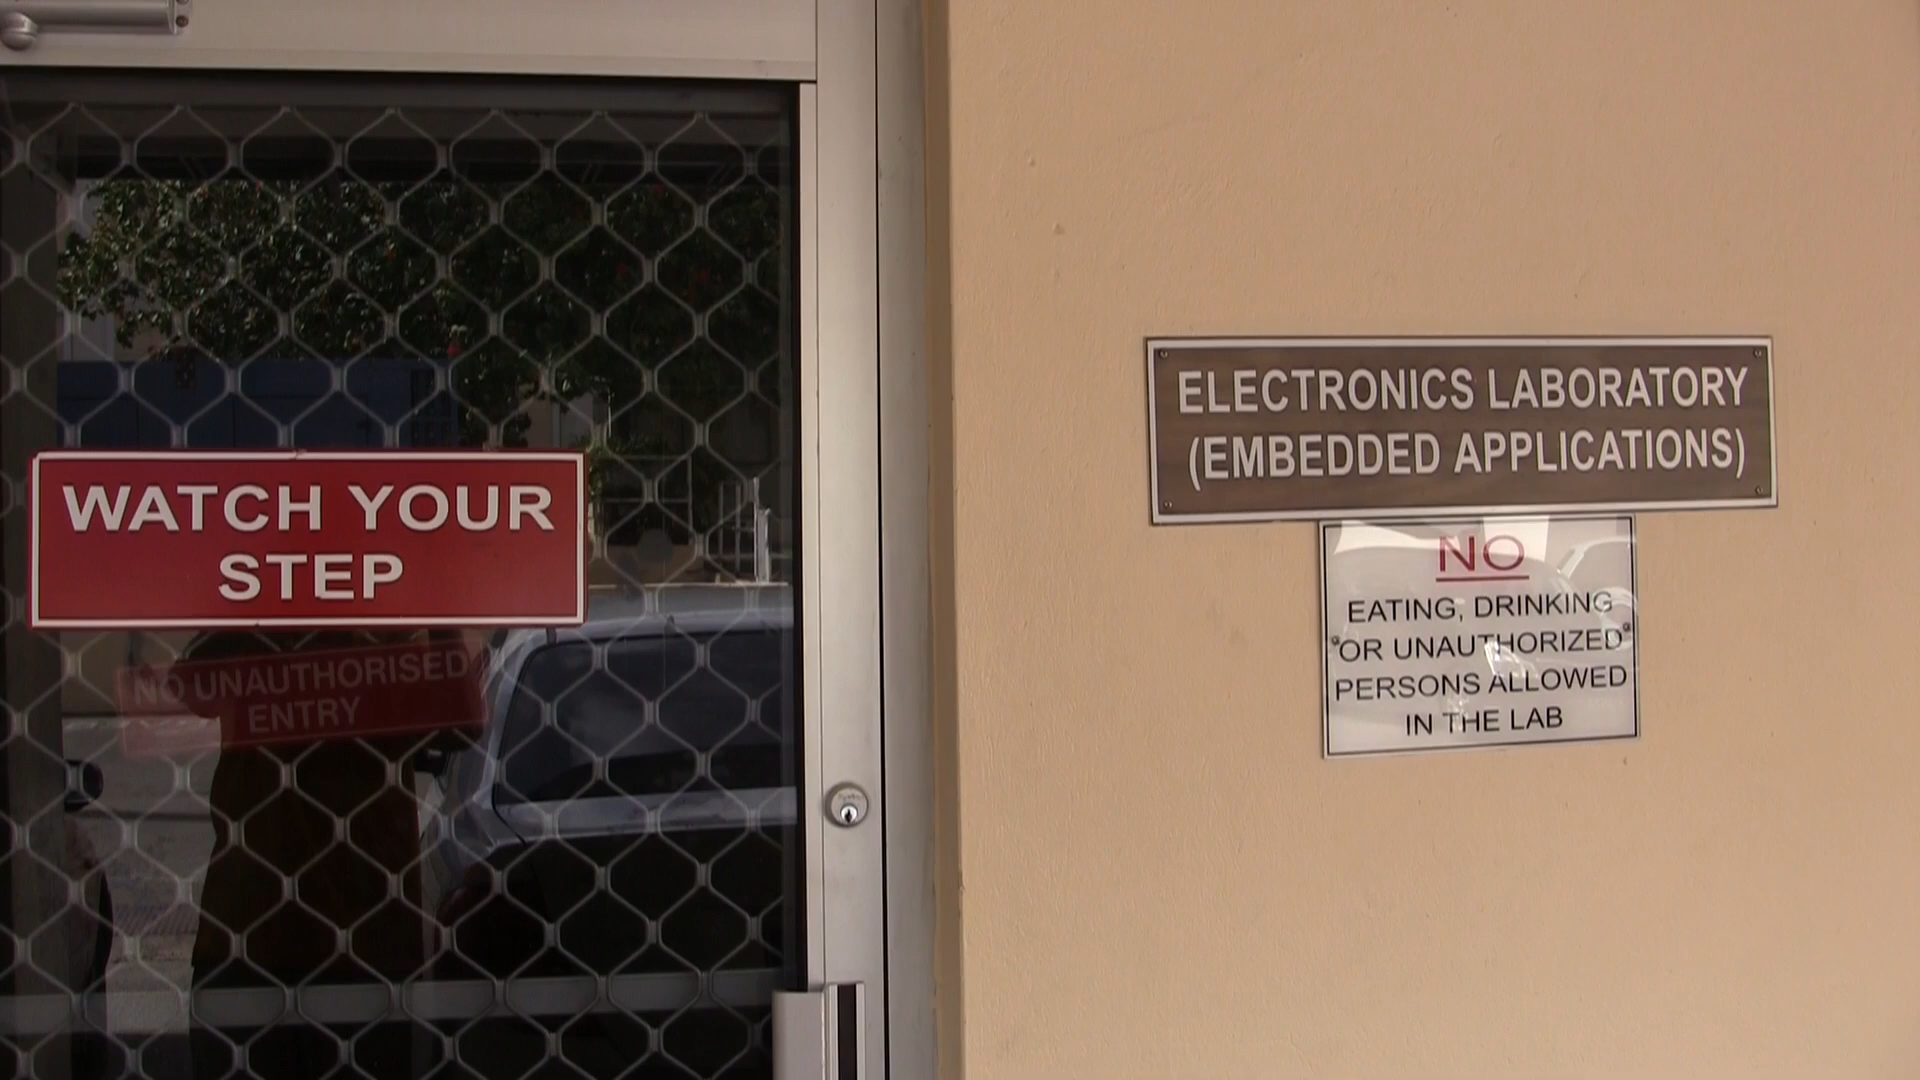 WATCH YOUR
STEP
NO UNAUTHORISED
ENTRY
ELECTRONICS LABORATORY
(EMBEDDED APPLICATIONS)
NO
EATING, DRINKING
OR UNAUTHORIZED
PERSONS ALLOWED
IN THE LAB